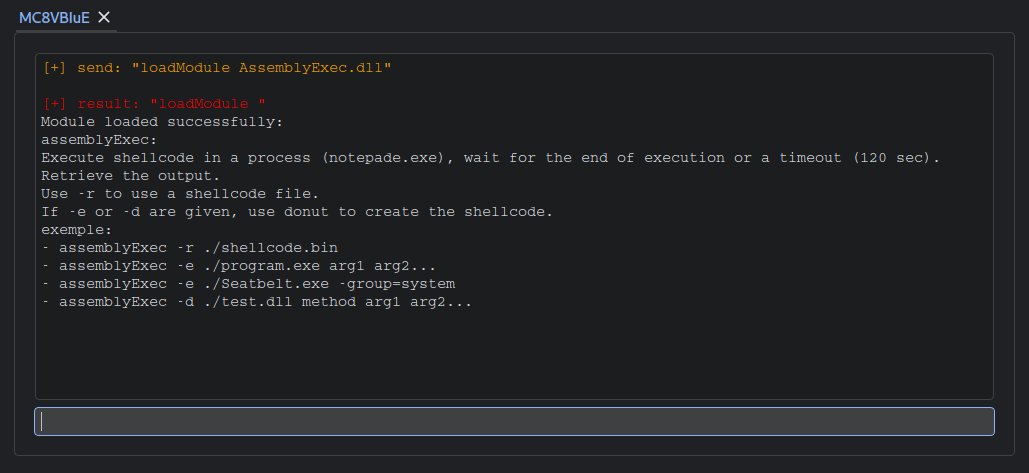 MC8VBIuE
[+] send: "loadModule AssemblyExec.dll"
[+] result: "loadModule "
Module loaded successfully:
assemblyExec:
Execute shellcode in a process (notepade.exe), wait for the end of execution or a timeout (120 sec).
Retrieve the output.
Use -r to use a shellcode file.
If -e or -d are given, use donut to create the shellcode.
exemple:
- assemblyExec -r ./shellcode.bin
- assemblyExec -e ./program.exe arg1 arg2...
- assemblyExec -e ./Seatbelt.exe -group=system
- assemblyExec -d ./test.dll method arg1 arg2...